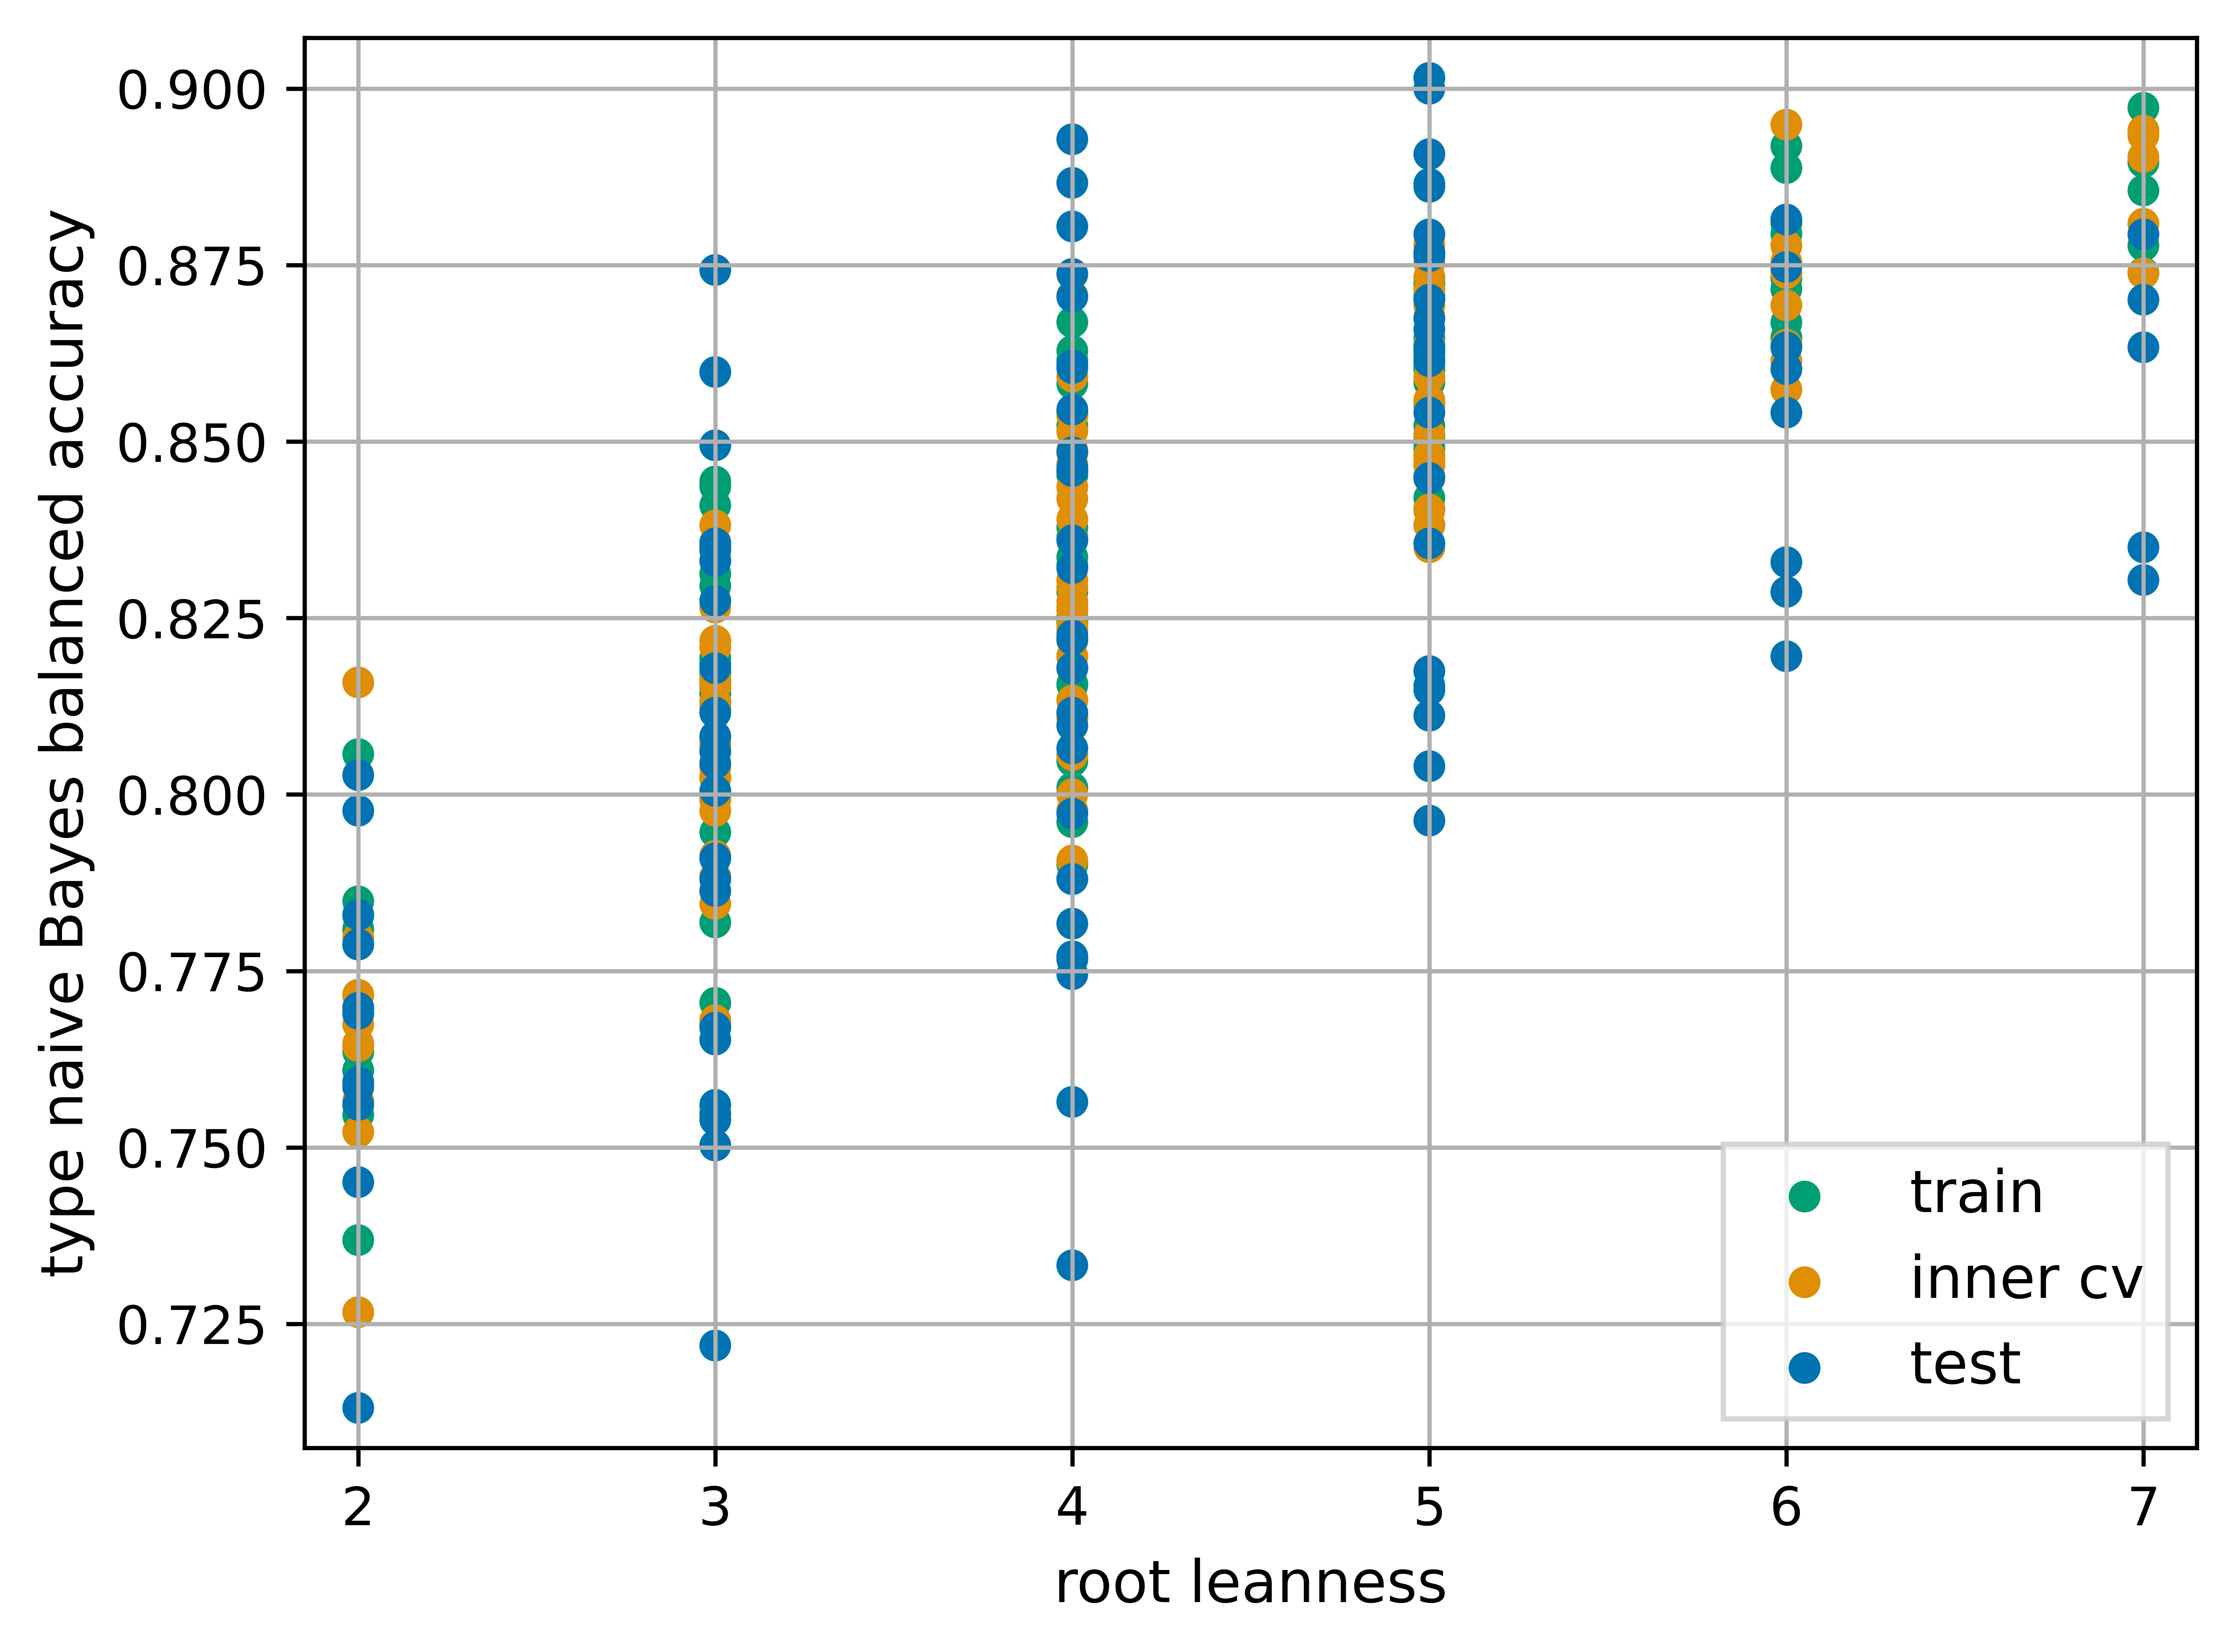 type naive Bayes balanced accuracy
0.900
0.875
0.850
0.825
0.800
0.775
0.750
0.725
2 3 4 5 6 7
root leanness
train
inner cv
test